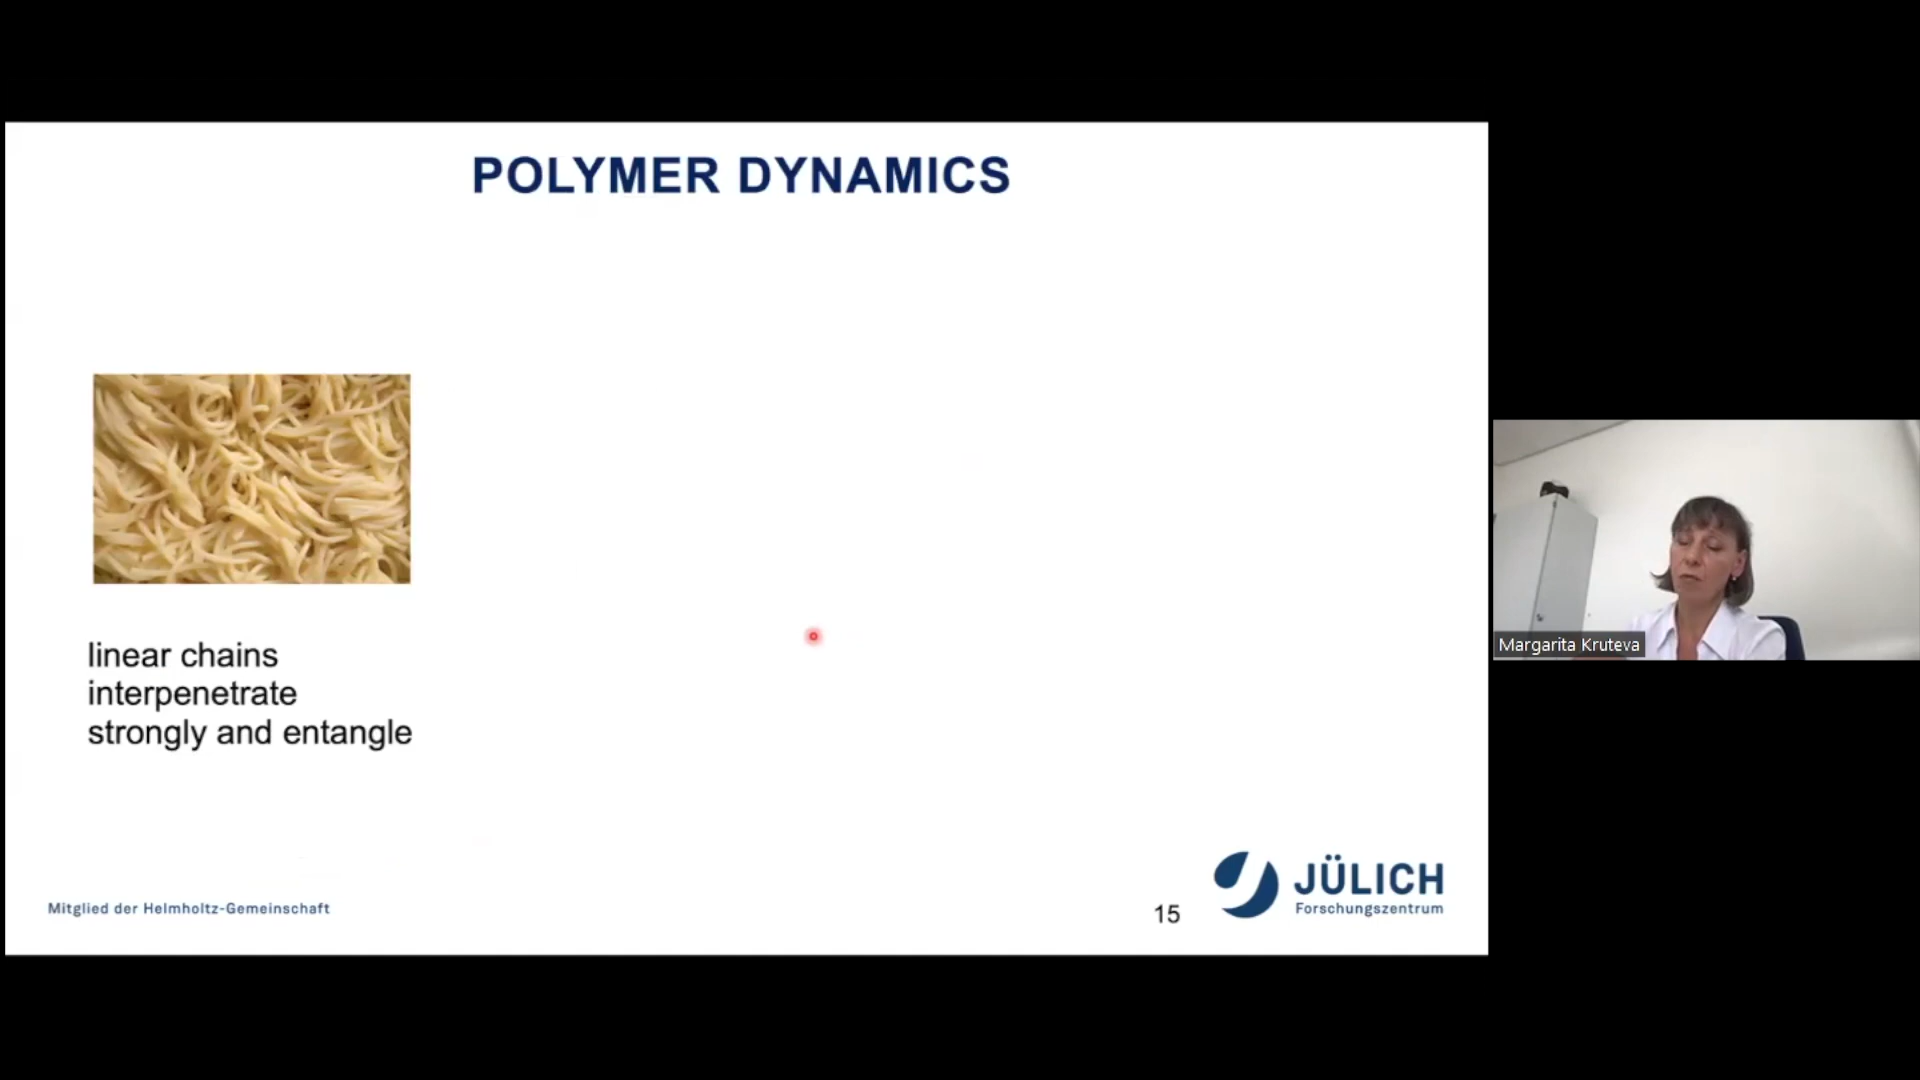 POLYMER DYNAMICS
linear chains
interpenetrate
strongly and entangle
Mitglied der Helmholtz-Gemeinschaft
15
JÜLICH
Forschungszentrum
Margarita Kruteva